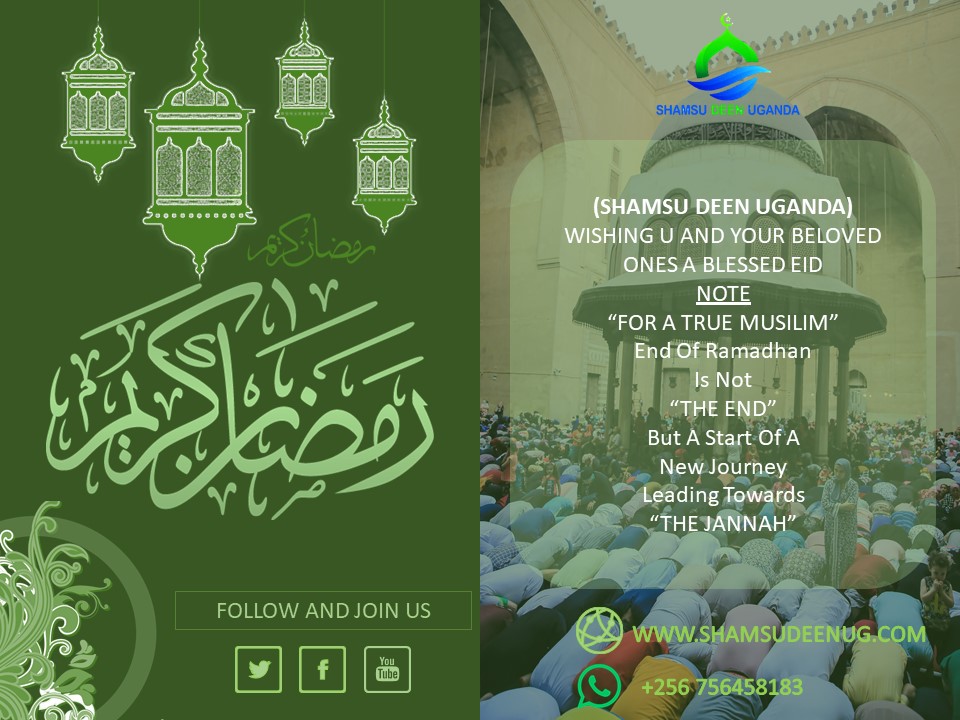 رمضان كريم
رمضان كريم
FOLLOW AND JOIN US
You
Tube
SHAMSU DEEN UGANDA
(SHAMSU DEEN UGANDA)
WISHING U AND YOUR BELOVED
ONES A BLESSED EID
NOTE
“FOR A TRUE MUSILIM”
End Of Ramadhan
Is Not
“THE END”
But A Start Of A
New Journey
Leading Towards
“THE JANNAH”
WWW.SHAMSUDEENUG.COM
+256 756458183